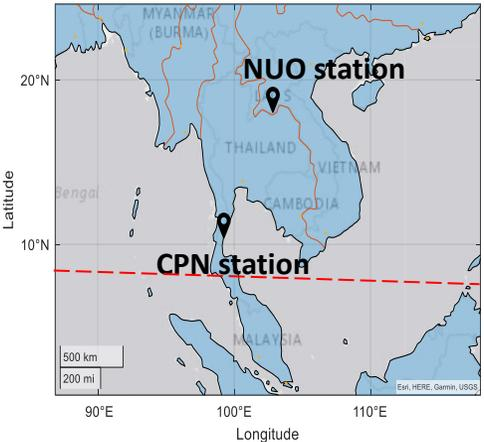 MYANMAR
(BURMA)
20°N
NUO station
LAOS
THAILAND
VIETNAM
Bengal
CAMBODIA
Latitude
10°N
CPN station
MALAYSIA
500 km
200 mi
Esri, HERE, Garmin, USGS
90°E
100°E
110°E
Longitude